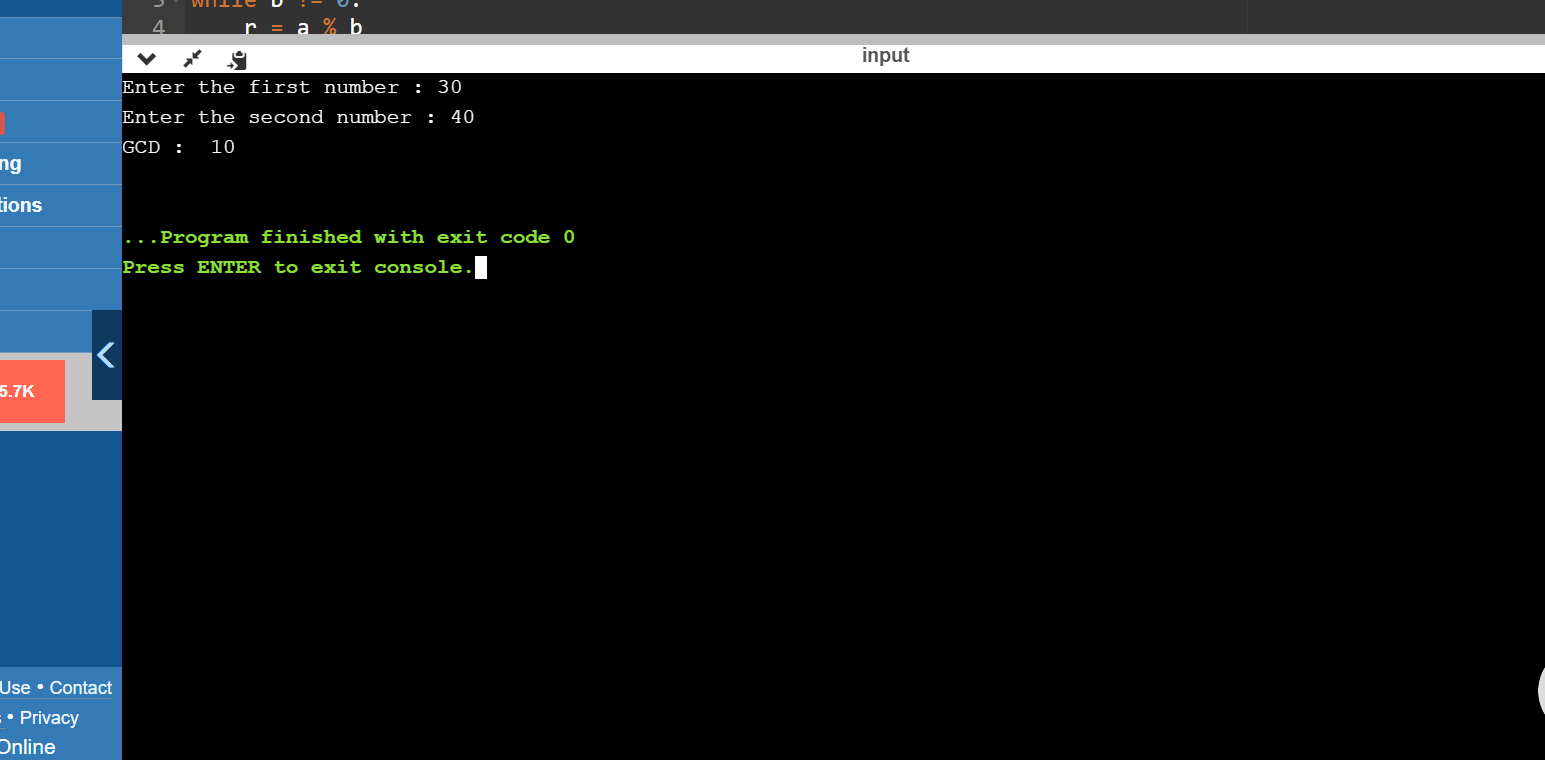 3 while b != 0:
4 r = a % b
input
Enter the first number : 30
Enter the second number : 40
GCD :  10
...Program finished with exit code 0
Press ENTER to exit console.
ng
tions
5.7K
Use • Contact
• Privacy
Online